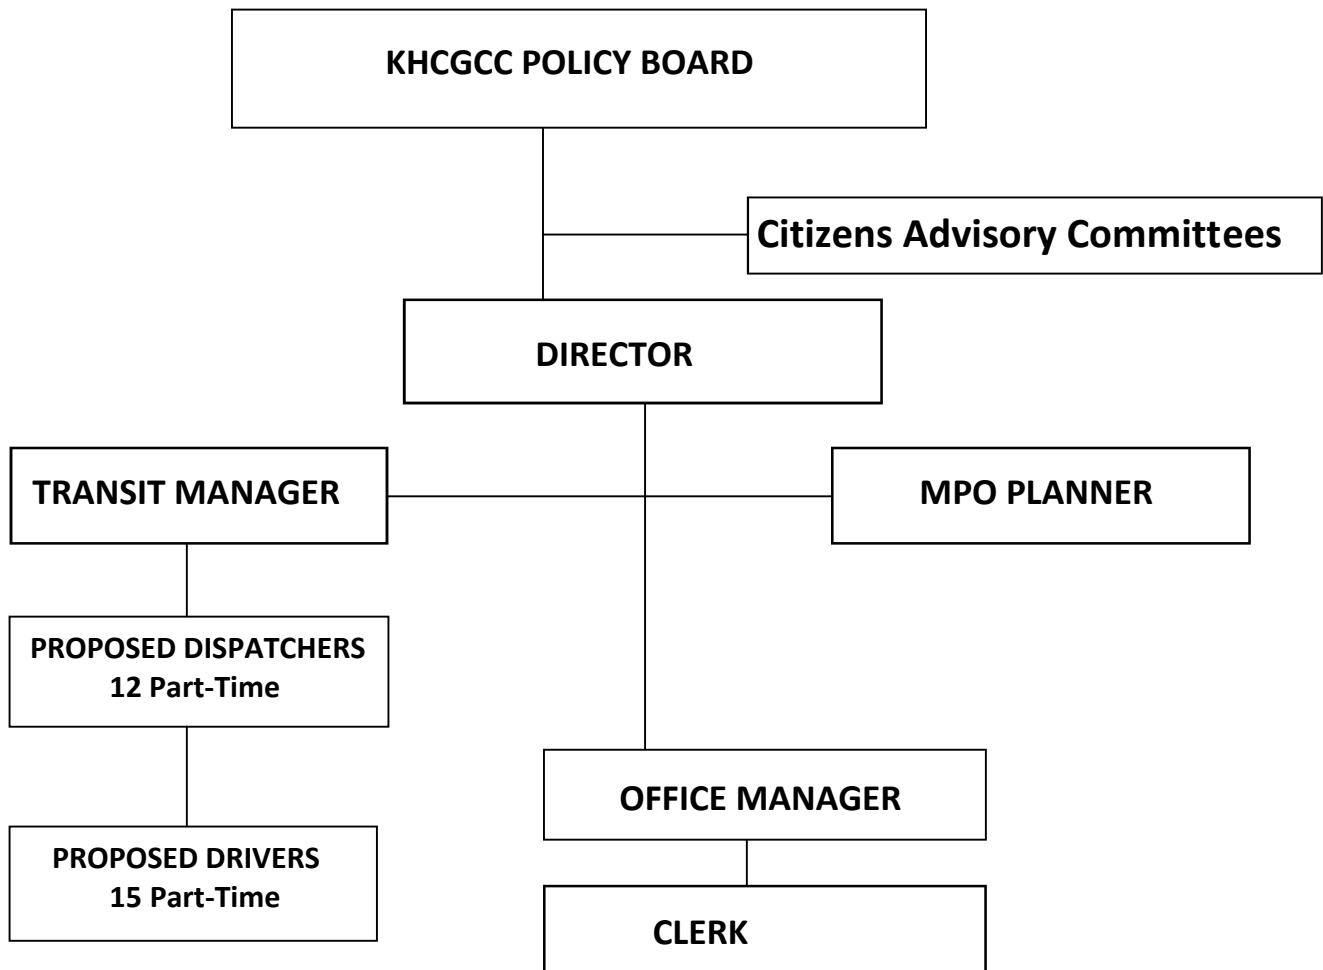 KHCGCC POLICY BOARD
Citizens Advisory Committees
DIRECTOR
TRANSIT MANAGER
MPO PLANNER
PROPOSED DISPATCHERS
12 Part-Time
OFFICE MANAGER
PROPOSED DRIVERS
15 Part-Time
CLERK